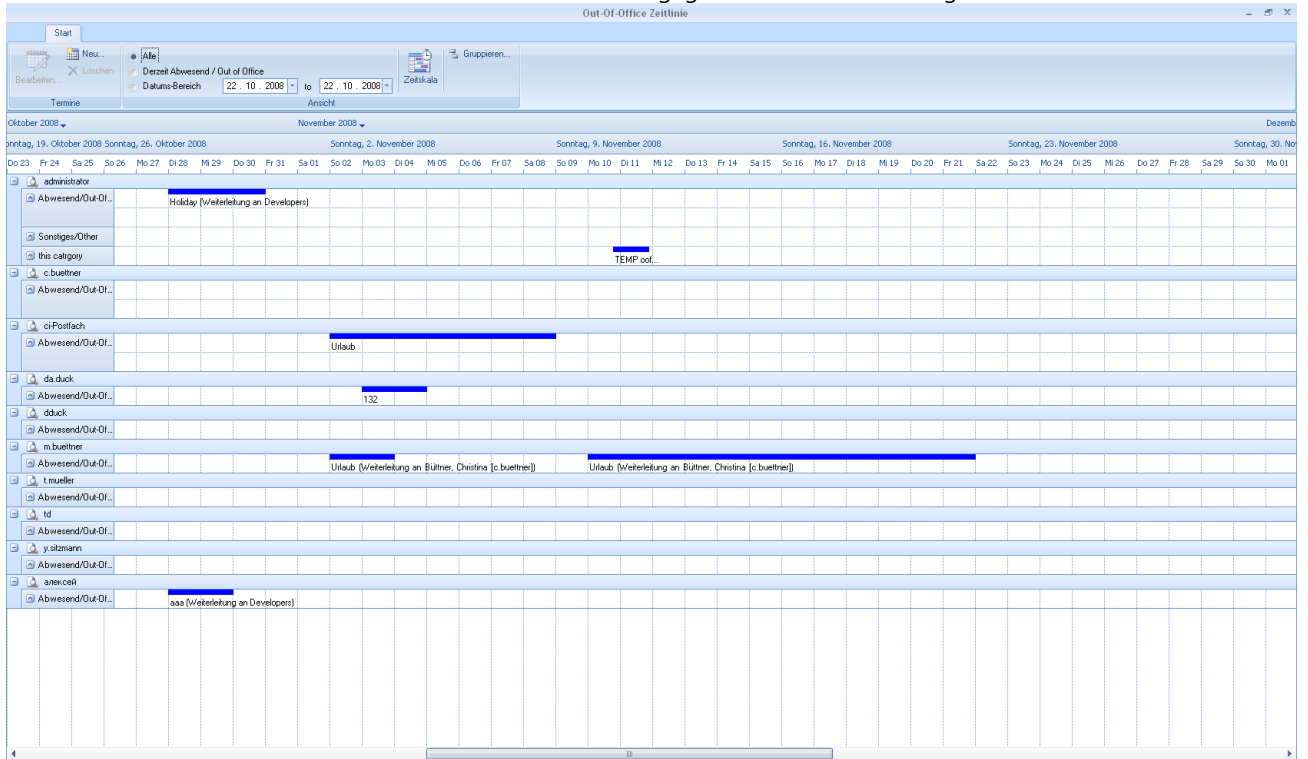 Out-Of-Office Zeitlinie
Start
Bearbeiten...
Neu...
Löschen
Termine
Alle
Derzeit Abwesend / Out of Office
Datums-Bereich 22 . 10 . 2008 to 22 . 10 . 2008
Zeitskala
Gruppieren...
Ansicht
Oktober 2008 November 2008 Dezemb
onntag, 19. Oktober 2008 Sonntag, 26. Oktober 2008 Sonntag, 2. November 2008 Sonntag, 9. November 2008 Sonntag, 16. November 2008 Sonntag, 23. November 2008 Sonntag, 30. No
Do 23 Fr 24 Sa 25 So 26 Mo 27 Di 28 Mi 29 Do 30 Fr 31 Sa 01 So 02 Mo 03 Di 04 Mi 05 Do 06 Fr 07 Sa 08 So 09 Mo 10 Di 11 Mi 12 Do 13 Fr 14 Sa 15 So 16 Mo 17 Di 18 Mi 19 Do 20 Fr 21 Sa 22 So 23 Mo 24 Di 25 Mi 26 Do 27 Fr 28 Sa 29 So 30 Mo 01
administrator
Abwesend/Out-Of... Holiday (Weiterleitung an Developers)
Sonstiges/Other
this catrgory TEMP oof...
c.buettner
Abwesend/Out-Of...
ci-Postfach
Abwesend/Out-Of... Urlaub
da.duck
Abwesend/Out-Of... 132
dduck
Abwesend/Out-Of...
m.buettner
Abwesend/Out-Of... Urlaub (Weiterleitung an Büttner, Christina [c.buettner]) Urlaub (Weiterleitung an Büttner, Christina [c.buettner])
t.mueller
Abwesend/Out-Of...
td
Abwesend/Out-Of...
y.sitzmann
Abwesend/Out-Of...
алексей
Abwesend/Out-Of... aaa (Weiterleitung an Developers)